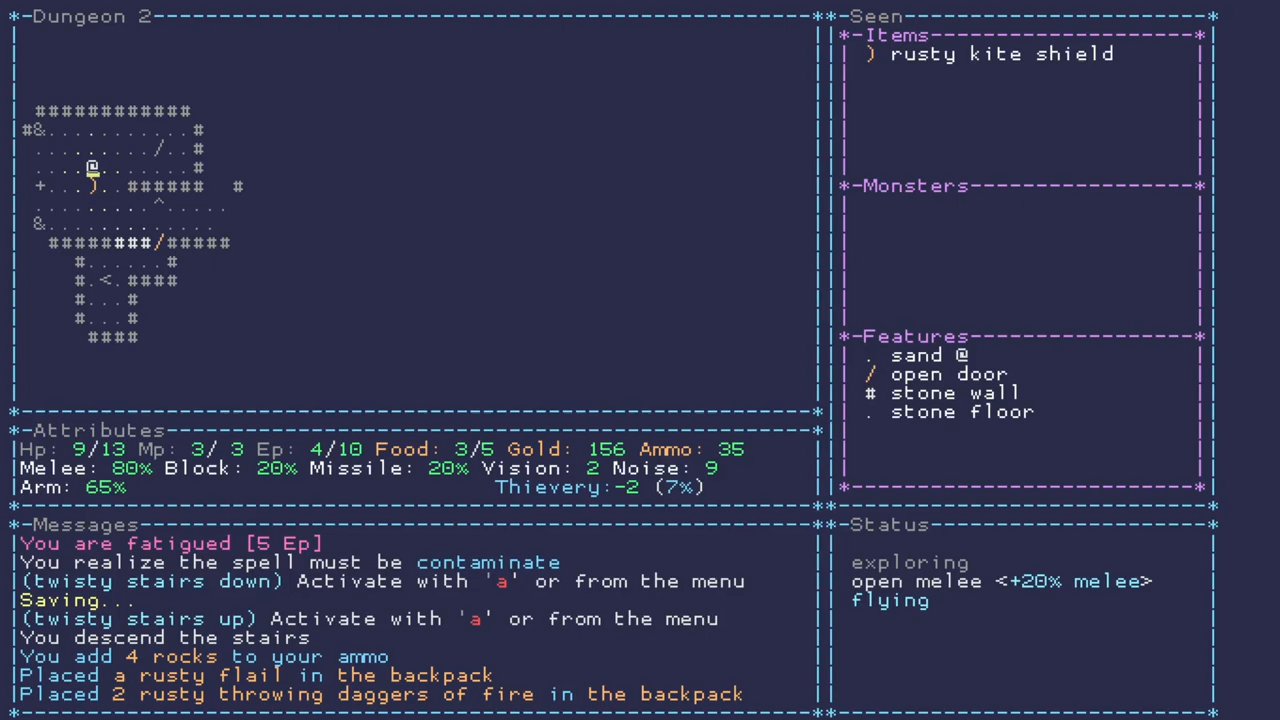 Dungeon 2
############
#&...........#
........./..#
....@.......#
+...)..###### #
.........^.....
&.............
########/#####
#......#
#.<.####
#...#
#...#
####
Attributes
Hp: 9/13 Mp: 3/ 3 Ep: 4/10 Food: 3/5 Gold: 156 Ammo: 35
Melee: 80% Block: 20% Missile: 20% Vision: 2 Noise: 9
Arm: 65% Thievery:-2 (7%)
Messages
You are fatigued [5 Ep]
You realize the spell must be contaminate
(twisty stairs down) Activate with 'a' or from the menu
Saving...
(twisty stairs up) Activate with 'a' or from the menu
You descend the stairs
You add 4 rocks to your ammo
Placed a rusty flail in the backpack
Placed 2 rusty throwing daggers of fire in the backpack
Seen
Items
) rusty kite shield
Monsters
Features
. sand @
/ open door
# stone wall
. stone floor
Status
exploring
open melee <+20% melee>
flying